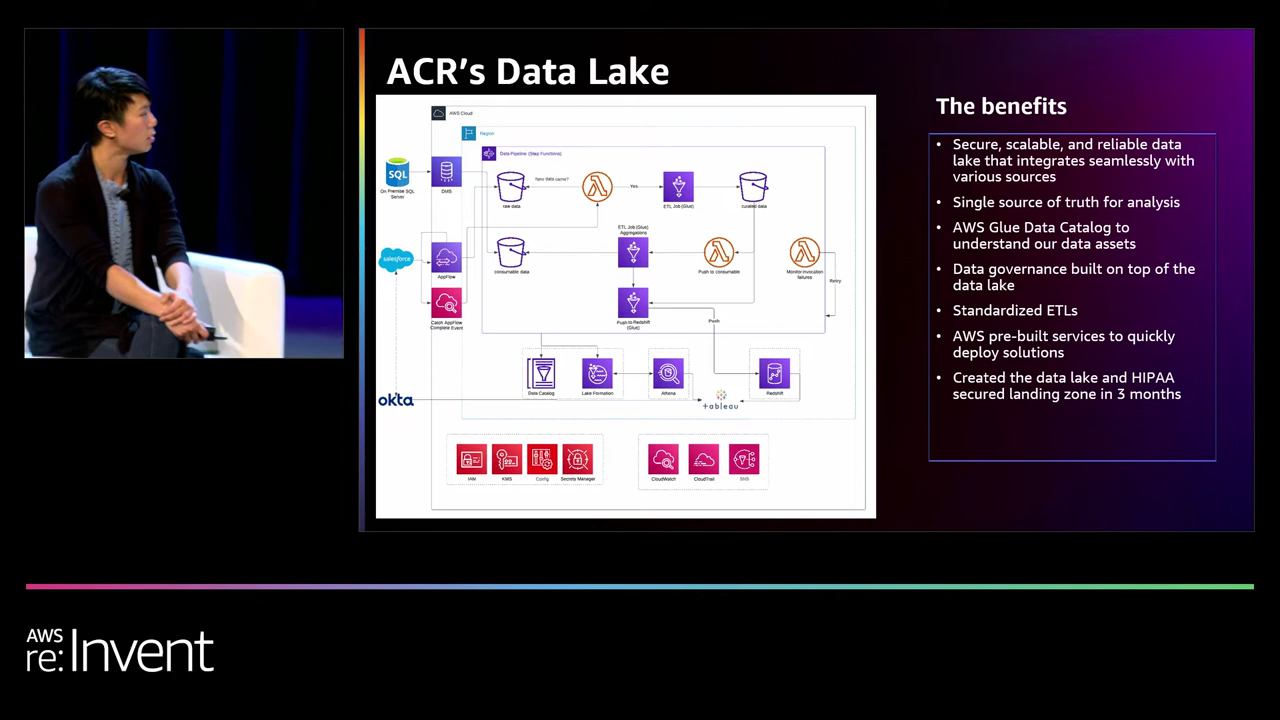 ACR's Data Lake
AWS Cloud
Region
Data Pipeline (Step Functions)
SQL
On Premise SQL
Server
DMS
raw data
Yes
ETL Job (Glue)
curated data
salesforce
AppFlow
consumable data
ETL Job (Glue)
Aggregations
Push to consumable
Monitor invocation
failures
Retry
Catch AppFlow
Complete Event
Push to Redshift
(Glue)
Push
Data Catalog
Lake Formation
Athena
Redshift
okta
+ableau
IAM
KMS
Config
Secrets Manager
CloudWatch
CloudTrail
SNS
The benefits
• Secure, scalable, and reliable data
lake that integrates seamlessly with
various sources
• Single source of truth for analysis
• AWS Glue Data Catalog to
understand our data assets
• Data governance built on top of the
data lake
• Standardized ETLs
• AWS pre-built services to quickly
deploy solutions
• Created the data lake and HIPAA
secured landing zone in 3 months
AWS
re:Invent